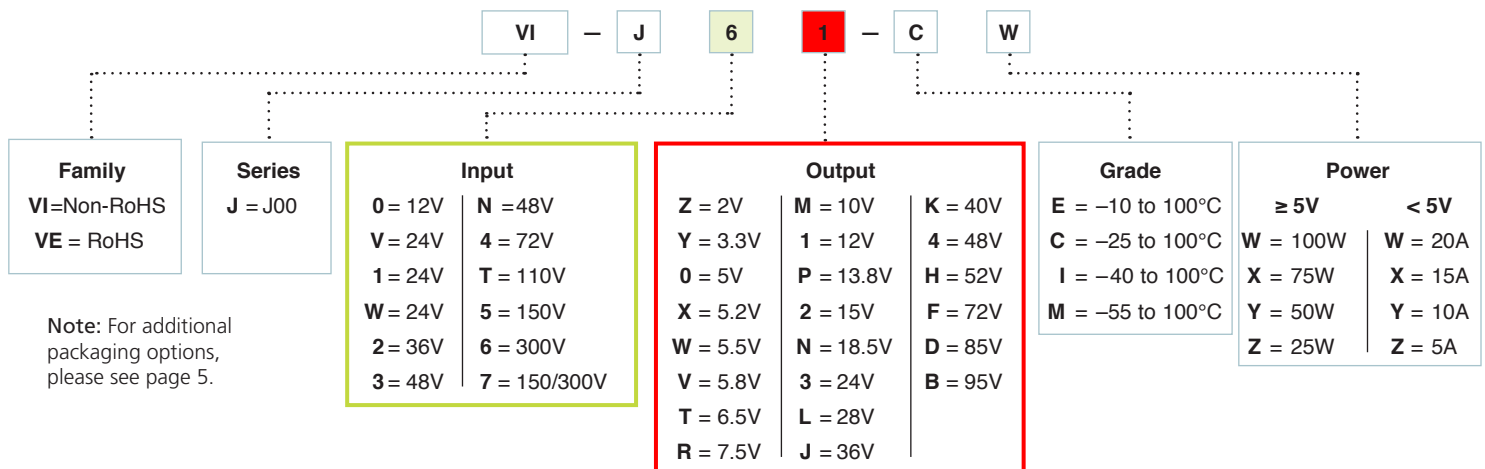 VI – J 6 1 – C W
Family
VI=Non-RoHS
VE = RoHS
Series
J = J00
Input
0 = 12V
V = 24V
1 = 24V
W = 24V
2 = 36V
3 = 48V
N =48V
4 = 72V
T = 110V
5 = 150V
6 = 300V
7 = 150/300V
Output
Z = 2V
Y = 3.3V
0 = 5V
X = 5.2V
W = 5.5V
V = 5.8V
T = 6.5V
R = 7.5V
M = 10V
1 = 12V
P = 13.8V
2 = 15V
N = 18.5V
3 = 24V
L = 28V
J = 36V
K = 40V
4 = 48V
H = 52V
F = 72V
D = 85V
B = 95V
Grade
E = –10 to 100°C
C = –25 to 100°C
I = –40 to 100°C
M = –55 to 100°C
Power
≥ 5V
W = 100W
X = 75W
Y = 50W
Z = 25W
< 5V
W = 20A
X = 15A
Y = 10A
Z = 5A
Note: For additional
packaging options,
please see page 5.